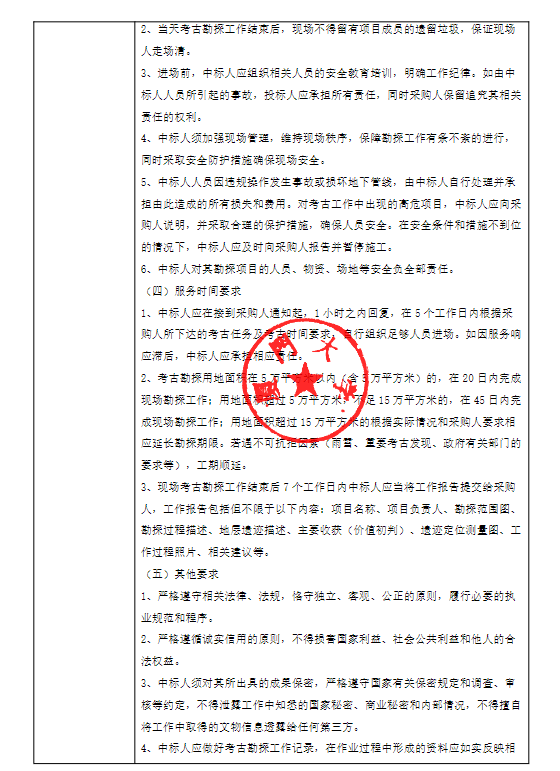 2、当天考古勘探工作结束后，现场不得留有项目成员的遗留垃圾，保证现场
人走场清。
3、进场前，中标人应组织相关人员的安全教育培训，明确工作纪律。如由中
标人人员所引起的事故，投标人应承担所有责任，同时采购人保留追究其相关
责任的权利。
4、中标人须加强现场管理，维持现场秩序，保障勘探工作有条不紊的进行，
同时采取安全防护措施确保现场安全。
5、中标人人员因违规操作发生事故或损坏地下管线，由中标人自行处理并承
担由此造成的所有损失和费用。对考古工作中出现的高危项目，中标人应向采
购人说明，并采取合理的保护措施，确保人员安全。在安全条件和措施不到位
的情况下，中标人应及时向采购人报告并暂停施工。
6、中标人对其勘探项目的人员、物资、场地等安全负全部责任。
（四）服务时间要求
1、中标人应在接到采购人通知起，1小时之内回复，在5个工作日内根据采
购人所下达的考古任务及考古时间要求，自行组织足够人员进场。如因服务响
应滞后，中标人应承担相应责任。
2、考古勘探用地面积在5万平方米以内（含5万平方米）的，在20日内完成
现场勘探工作；用地面积超过5万平方米，不足15万平方米的，在45日内完
成现场勘探工作；用地面积超过15万平方米的根据实际情况和采购人要求相
应延长勘探期限。若遇不可抗拒因素（雨雪、重要考古发现、政府有关部门的
要求等），工期顺延。
3、现场考古勘探工作结束后7个工作日内中标人应当将工作报告提交给采购
人，工作报告包括但不限于以下内容：项目名称、项目负责人、勘探范围图、
勘探过程描述、地层遗迹描述、主要收获（价值初判）、遗迹定位测量图、工
作过程照片、相关建议等。
（五）其他要求
1、严格遵守相关法律、法规，恪守独立、客观、公正的原则，履行必要的执
业规范和程序。
2、严格遵循诚实信用的原则，不得损害国家利益、社会公共利益和他人的合
法权益。
3、中标人须对其所出具的成果保密，严格遵守国家有关保密规定和调查、审
核等约定，不得泄露工作中知悉的国家秘密、商业秘密和内部情况，不得擅自
将工作中取得的文物信息透露给任何第三方。
4、中标人应做好考古勘探工作记录，在作业过程中形成的资料应如实反映相